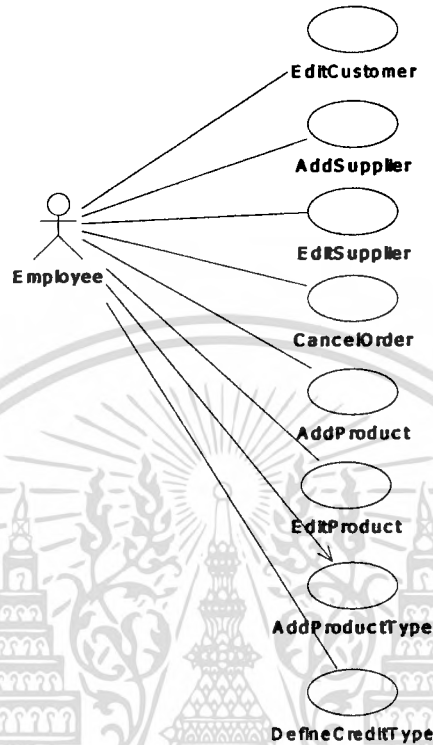 EditCustomer
AddSupplier
EditSupplier
Employee
CancelOrder
AddProduct
EditProduct
AddProductType
DefineCreditType